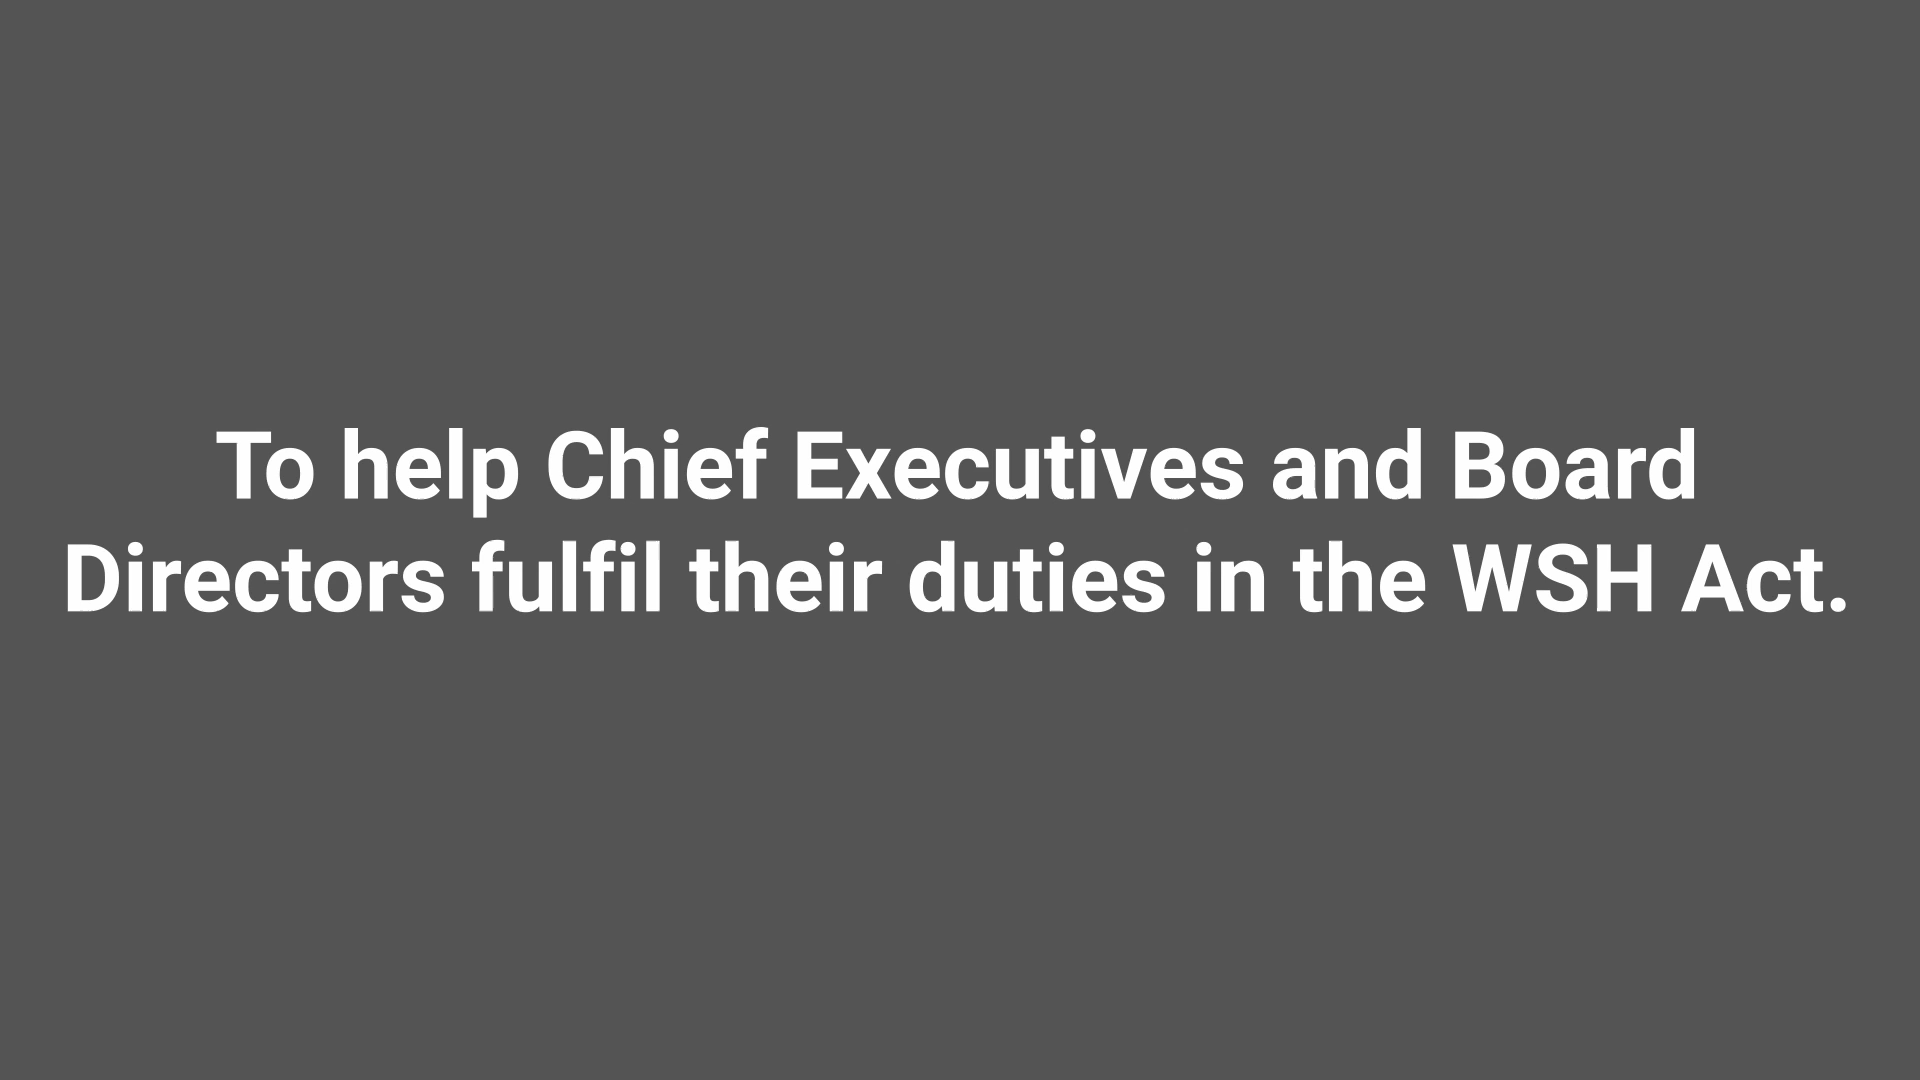 To help Chief Executives and Board
Directors fulfil their duties in the WSH Act.